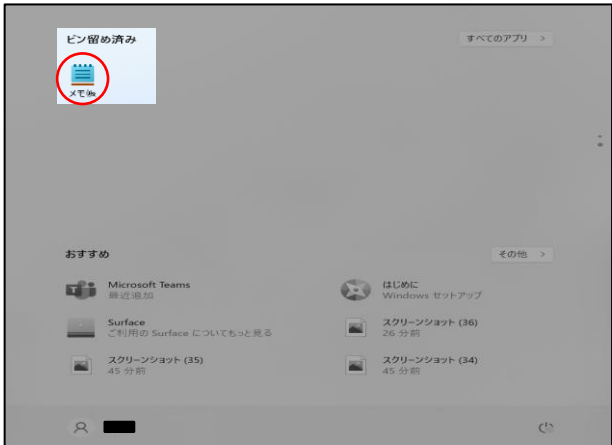 ピン留め済み
すべてのアプリ >
メモ帳
おすすめ
その他 >
Microsoft Teams
最近追加
はじめに
Windows セットアップ
Surface
ご利用の Surface についてもっと見る
スクリーンショット (36)
26 分前
スクリーンショット (35)
45 分前
スクリーンショット (34)
45 分前